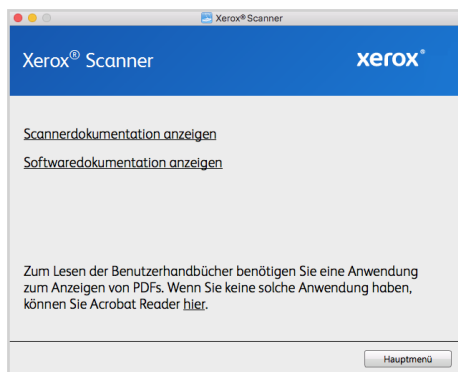 Xerox® Scanner
Xerox® Scanner
xerox®
Scannerdokumentation anzeigen
Softwaredokumentation anzeigen
Zum Lesen der Benutzerhandbücher benötigen Sie eine Anwendung
zum Anzeigen von PDFs. Wenn Sie keine solche Anwendung haben,
können Sie Acrobat Reader hier.
Hauptmenü